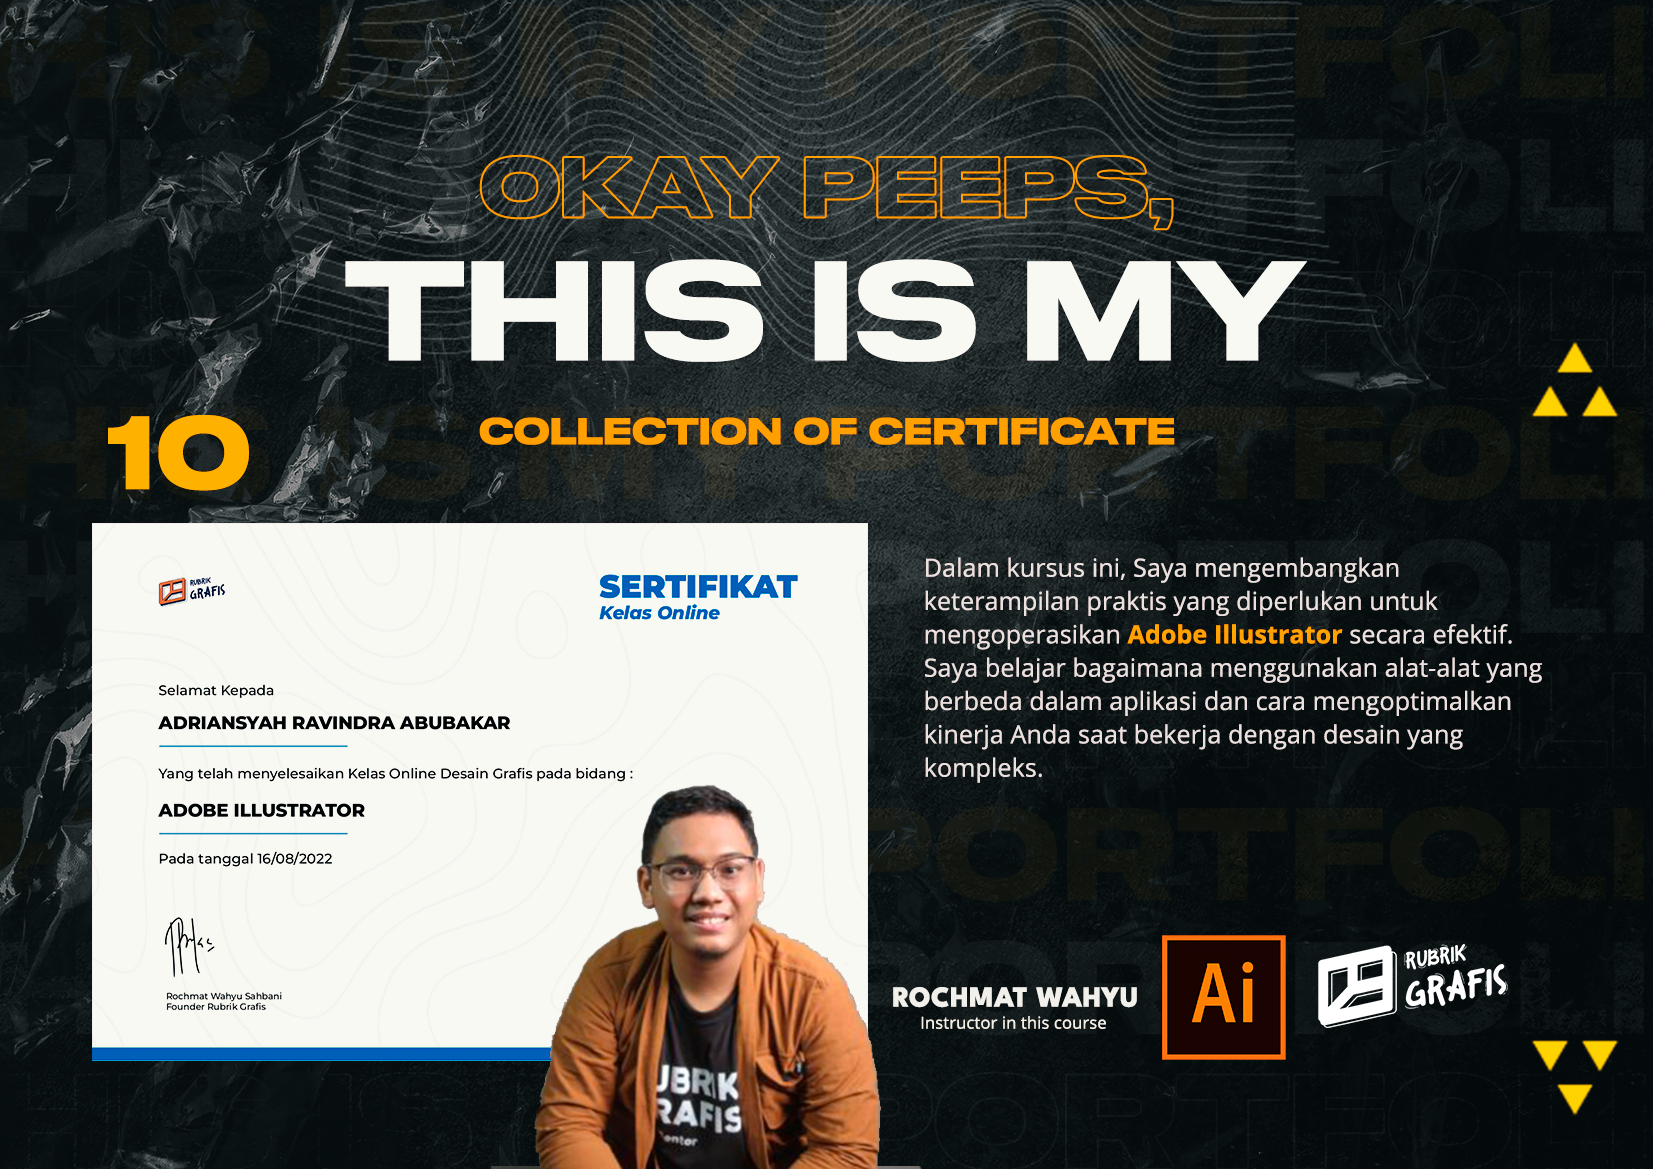 OKAY PEEPS,
THIS IS MY
COLLECTION OF CERTIFICATE
10
RUBRIK
GRAFIS
SERTIFIKAT
Kelas Online
Selamat Kepada
ADRIANSYAH RAVINDRA ABUBAKAR
Yang telah menyelesaikan Kelas Online Desain Grafis pada bidang :
ADOBE ILLUSTRATOR
Pada tanggal 16/08/2022
Rochmat Wahyu Sahbani
Founder Rubrik Grafis
Dalam kursus ini, Saya mengembangkan
keterampilan praktis yang diperlukan untuk
mengoperasikan Adobe Illustrator secara efektif.
Saya belajar bagaimana menggunakan alat-alat yang
berbeda dalam aplikasi dan cara mengoptimalkan
kinerja Anda saat bekerja dengan desain yang
kompleks.
ROCHMAT WAHYU
Instructor in this course
Ai
RUBRIK
GRAFIS
UBRIK
RAFIS
entor